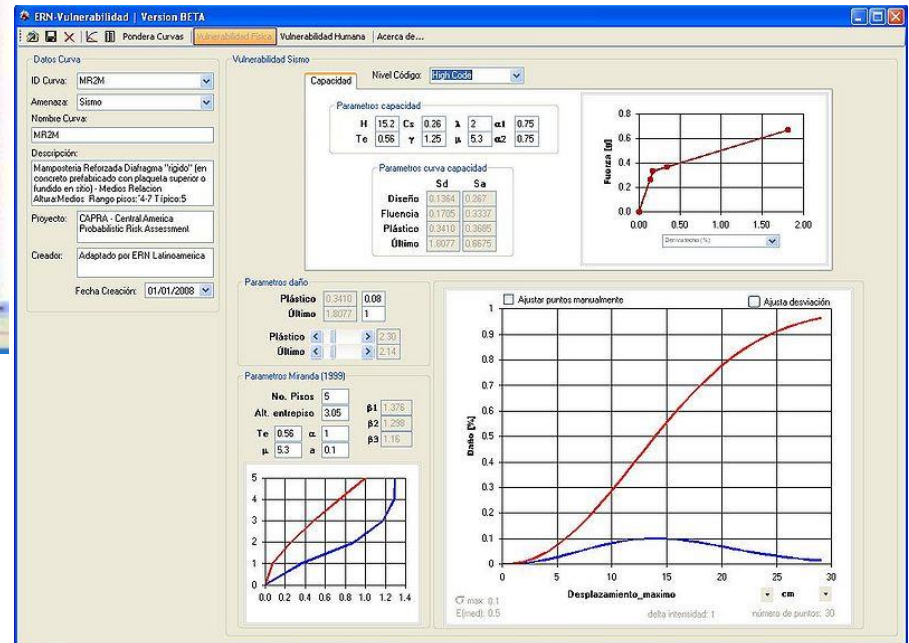 ERN-Vulnerabilidad | Version BETA
Pondera Curvas Vulnerabilidad Física Vulnerabilidad Humana Acerca de...
Datos Curva
ID Curva: MR2M
Amenaza: Sismo
Nombre Curva:
MR2M
Descripción:
Mamposteria Reforzada Diafragma "rigido" (en
concreto prefabricado con plaqueta superior o
fundido en sitio) - Medios Relacion
Altura:Medios Rango pisos:'4-7 Típico:5
Proyecto: CAPRA - Central America
Probabilistic Risk Assessment
Creador: Adaptado por ERN Latinoamerica
Fecha Creación: 01/01/2008
Vulnerabilidad Sismo
Capacidad
Nivel Código: High Code
Parametros capacidad
H 15.2 Cs 0.26 λ 2 α1 0.75
Te 0.56 γ 1.25 μ 5.3 α2 0.75
Parametros curva capacidad
Sd Sa
Diseño 0.1364 0.267
Fluencia 0.1705 0.3337
Plástico 0.3410 0.3685
Último 1.8077 0.6675
Fuerza [g]
0.8
0.6
0.4
0.2
0.0
0.00 0.50 1.00 1.50 2.00
Parametros daño
Plástico 0.3410 0.08
Último 1.8077 1
Plástico 2.30
Último 2.14
Parametros Miranda (1999)
No. Pisos 5
Alt. entrepiso 3.05
Te 0.56 α 1
μ 5.3 a 0.1
β1 1.376
β2 1.298
β3 1.16
5
4
3
2
1
0
0.0 0.2 0.4 0.6 0.8 1.0 1.2 1.4
Ajustar puntos manualmente
Ajusta desviación
Daño [%]
1
0.9
0.8
0.7
0.6
0.5
0.4
0.3
0.2
0.1
0
0 5 10 15 20 25 30
Desplazamiento_maximo cm
σ max: 0.1
E(med): 0.5
delta intensidad: 1
número de puntos: 30